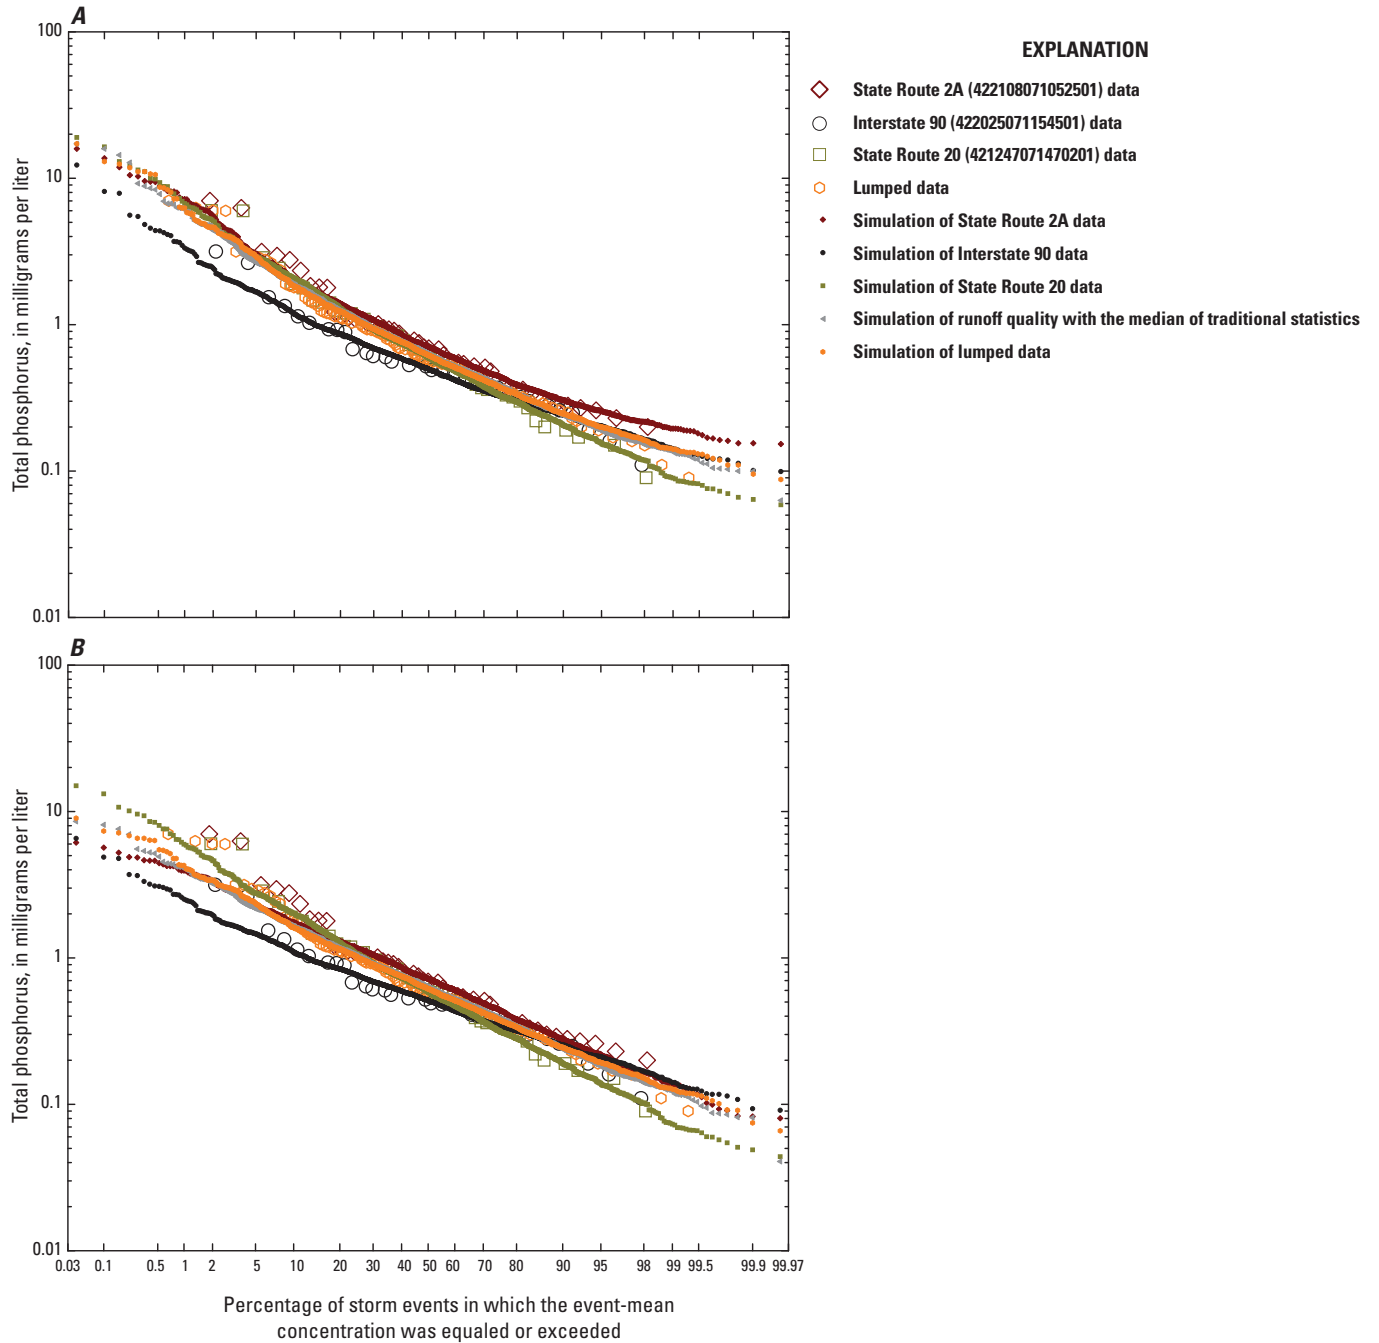 A
100
10
1
0.1
0.01
Total phosphorus, in milligrams per liter
EXPLANATION
State Route 2A (422108071052501) data
Interstate 90 (422025071154501) data
State Route 20 (421247071470201) data
Lumped data
Simulation of State Route 2A data
Simulation of Interstate 90 data
Simulation of State Route 20 data
Simulation of runoff quality with the median of traditional statistics
Simulation of lumped data
B
100
10
1
0.1
0.01
Total phosphorus, in milligrams per liter
0.03 0.1 0.5 1 2 5 10 20 30 40 50 60 70 80 90 95 98 99 99.5 99.9 99.97
Percentage of storm events in which the event-mean
concentration was equaled or exceeded